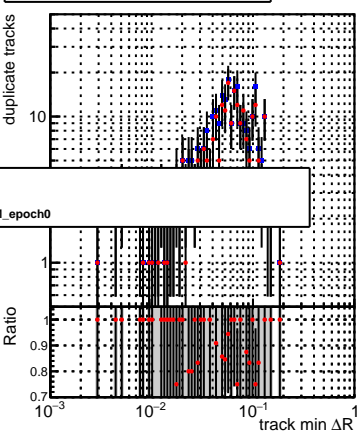 duplicate tracks
10
l_epoch0
1
Ratio
1
0.9
0.8
0.7
10⁻³ 10⁻² 10⁻¹ 1
track min ΔR